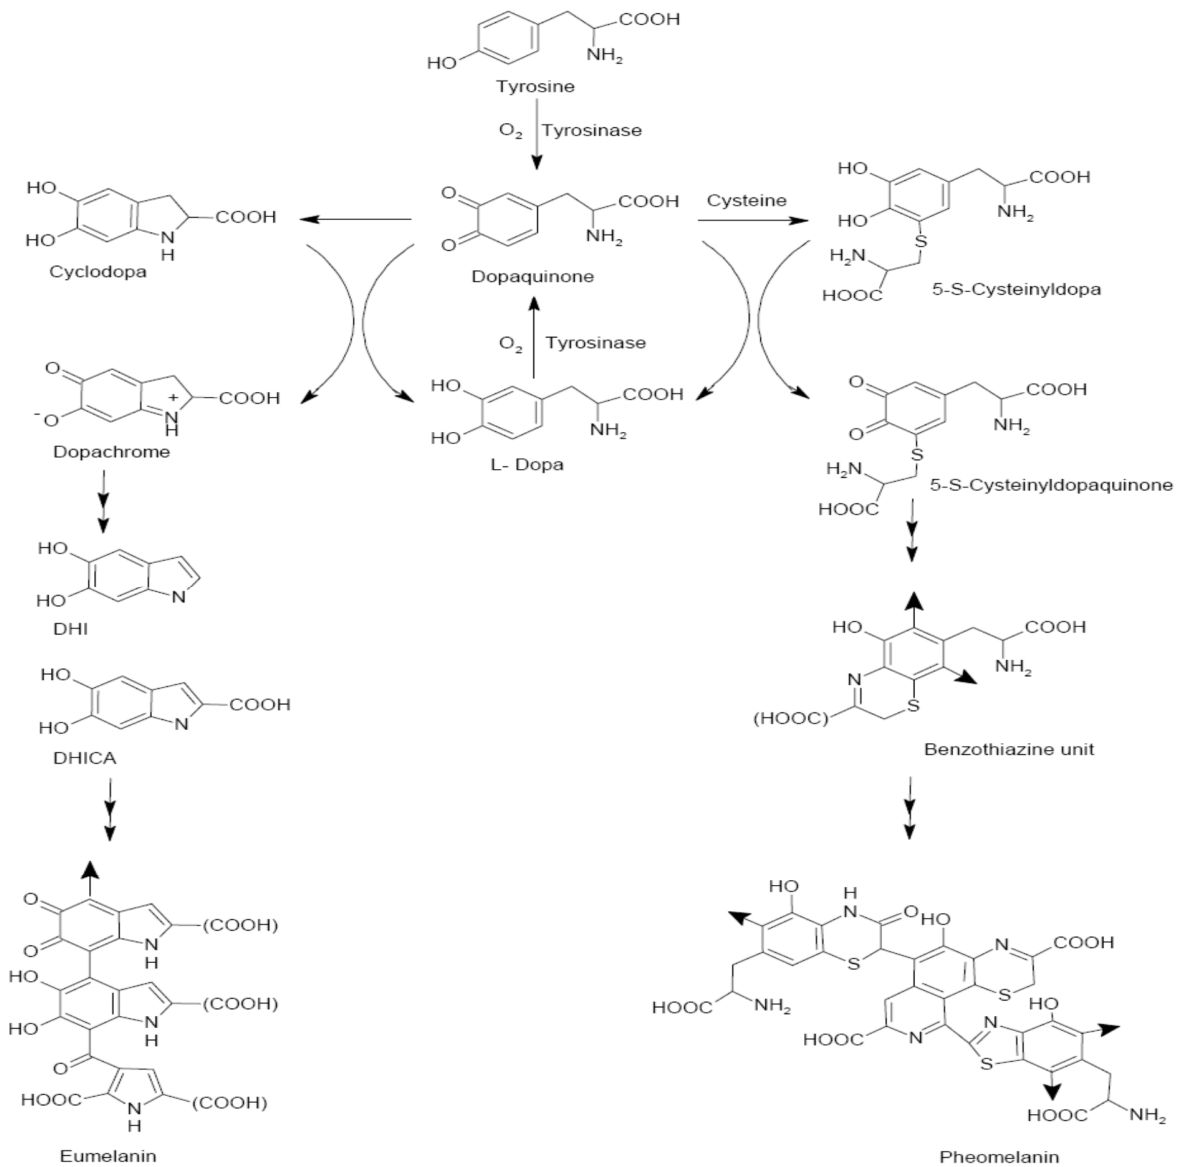 COOH
NH2
HO
Tyrosine
O2 Tyrosinase
HO
HO
COOH
N
H
Cyclodopa
O
O
COOH
NH2
Dopaquinone
Cysteine
HO
HO
COOH
NH2
S
H2N
HOOC
5-S-Cysteinyldopa
O2 Tyrosinase
O
-O
+
N
H
COOH
Dopachrome
HO
HO
COOH
NH2
L- Dopa
O
O
COOH
NH2
S
H2N
HOOC
5-S-Cysteinyldopaquinone
HO
HO
N
DHI
HO
COOH
NH2
N
S
(HOOC)
Benzothiazine unit
HO
HO
COOH
N
DHICA
O
O
(COOH)
N
H
HO
HO
(COOH)
N
H
O
HOOC
(COOH)
N
H
Eumelanin
HO
H
N
O
HO
N
COOH
S
S
HOOC
NH2
HO
HOOC
N
N
S
HOOC
NH2
Pheomelanin